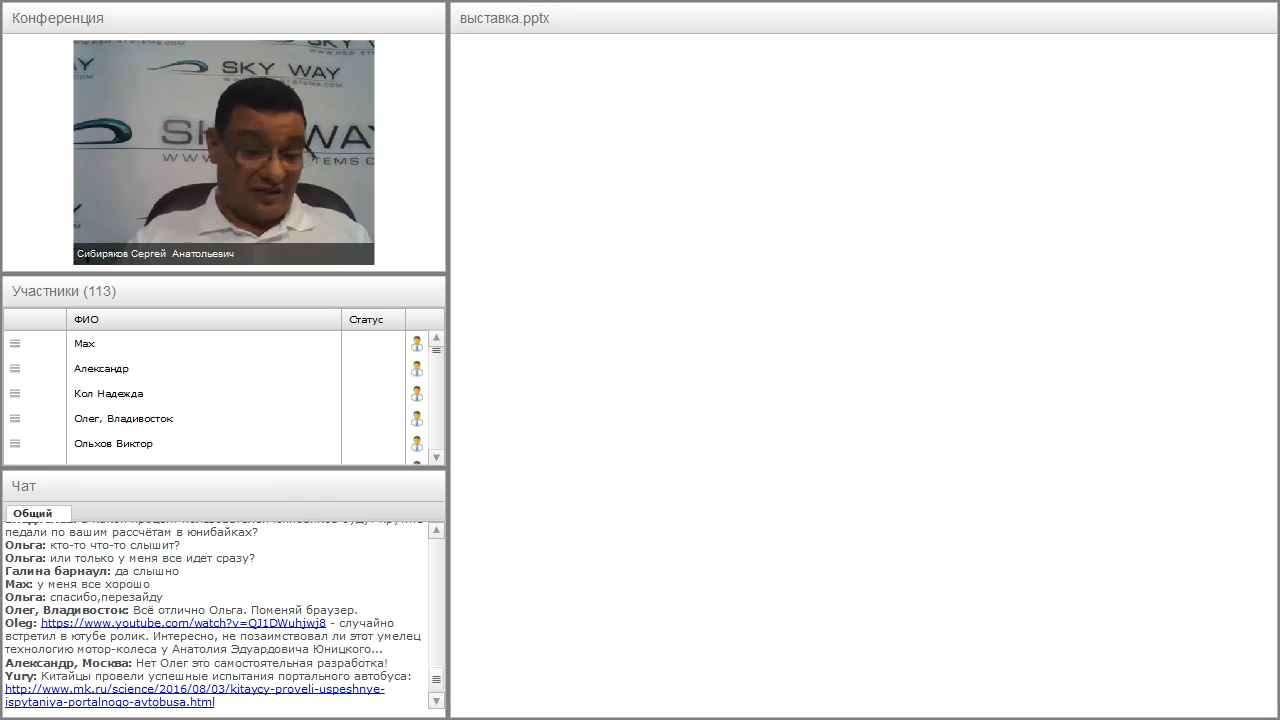 Конференция
выставка.pptx
WWW.RSW-SYSTEMS.COM
SKY WAY
SKY WAY
Сибиряков Сергей Анатольевич
Участники (113)
ФИО Статус
Max
Александр
Кол Надежда
Олег, Владивосток
Ольхов Виктор
Чат
Общий
педали по вашим рассчётам в юнибайках?
Ольга: кто-то что-то слышит?
Ольга: или только у меня все идет сразу?
Галина барнаул: да слышно
Max: у меня все хорошо
Ольга: спасибо,перезайду
Олег, Владивосток: Всё отлично Ольга. Поменяй браузер.
Oleg: https://www.youtube.com/watch?v=QJ1DWuhjwj8 - случайно
встретил в ютубе ролик. Интересно, не позаимствовал ли этот умелец
технологию мотор-колеса у Анатолия Эдуардовича Юницкого...
Александр, Москва: Нет Олег это самостоятельная разработка!
Yury: Китайцы провели успешные испытания портального автобуса:
http://www.mk.ru/science/2016/08/03/kitaycy-proveli-uspeshnye-
ispytaniya-portalnogo-avtobusa.html